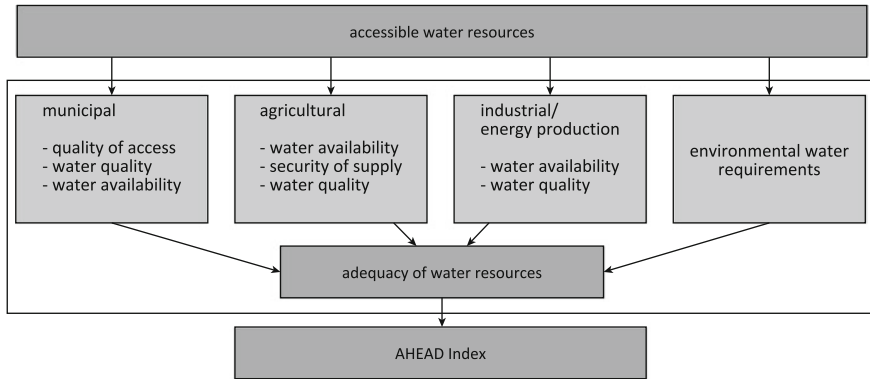 accessible water resources
municipal
- quality of access
- water quality
- water availability
agricultural
- water availability
- security of supply
- water quality
industrial/
energy production
- water availability
- water quality
environmental water
requirements
adequacy of water resources
AHEAD Index